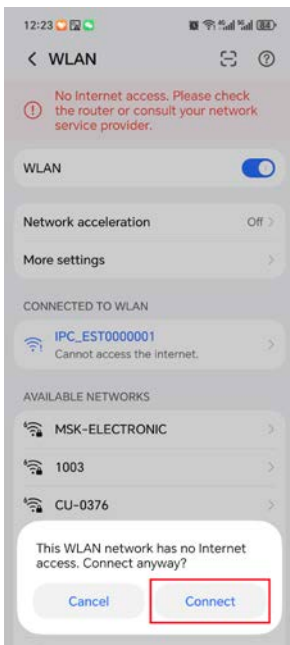 12:23
WLAN
No Internet access. Please check
the router or consult your network
service provider.
WLAN
Network acceleration Off
More settings
CONNECTED TO WLAN
IPC_EST0000001
Cannot access the internet.
AVAILABLE NETWORKS
MSK-ELECTRONIC
1003
CU-0376
This WLAN network has no Internet
access. Connect anyway?
Cancel Connect